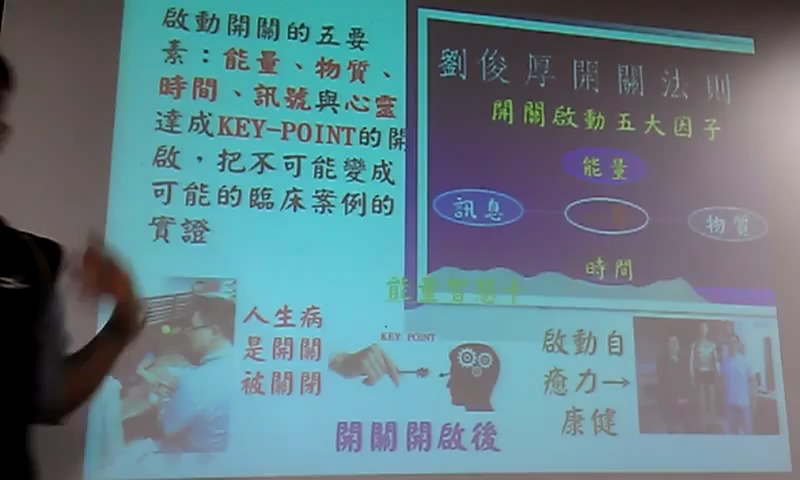 啟動開關的五要
素：能量、物質、
時間、訊號與心靈
達成KEY-POINT的開
啟，把不可能變成
可能的臨床案例的
實證
劉俊厚開關法則
開關啟動五大因子
能量
訊息
物質
時間
人生病
是開關
被關閉
KEY POINT
開關開啟後
啟動自
癒力→
康健